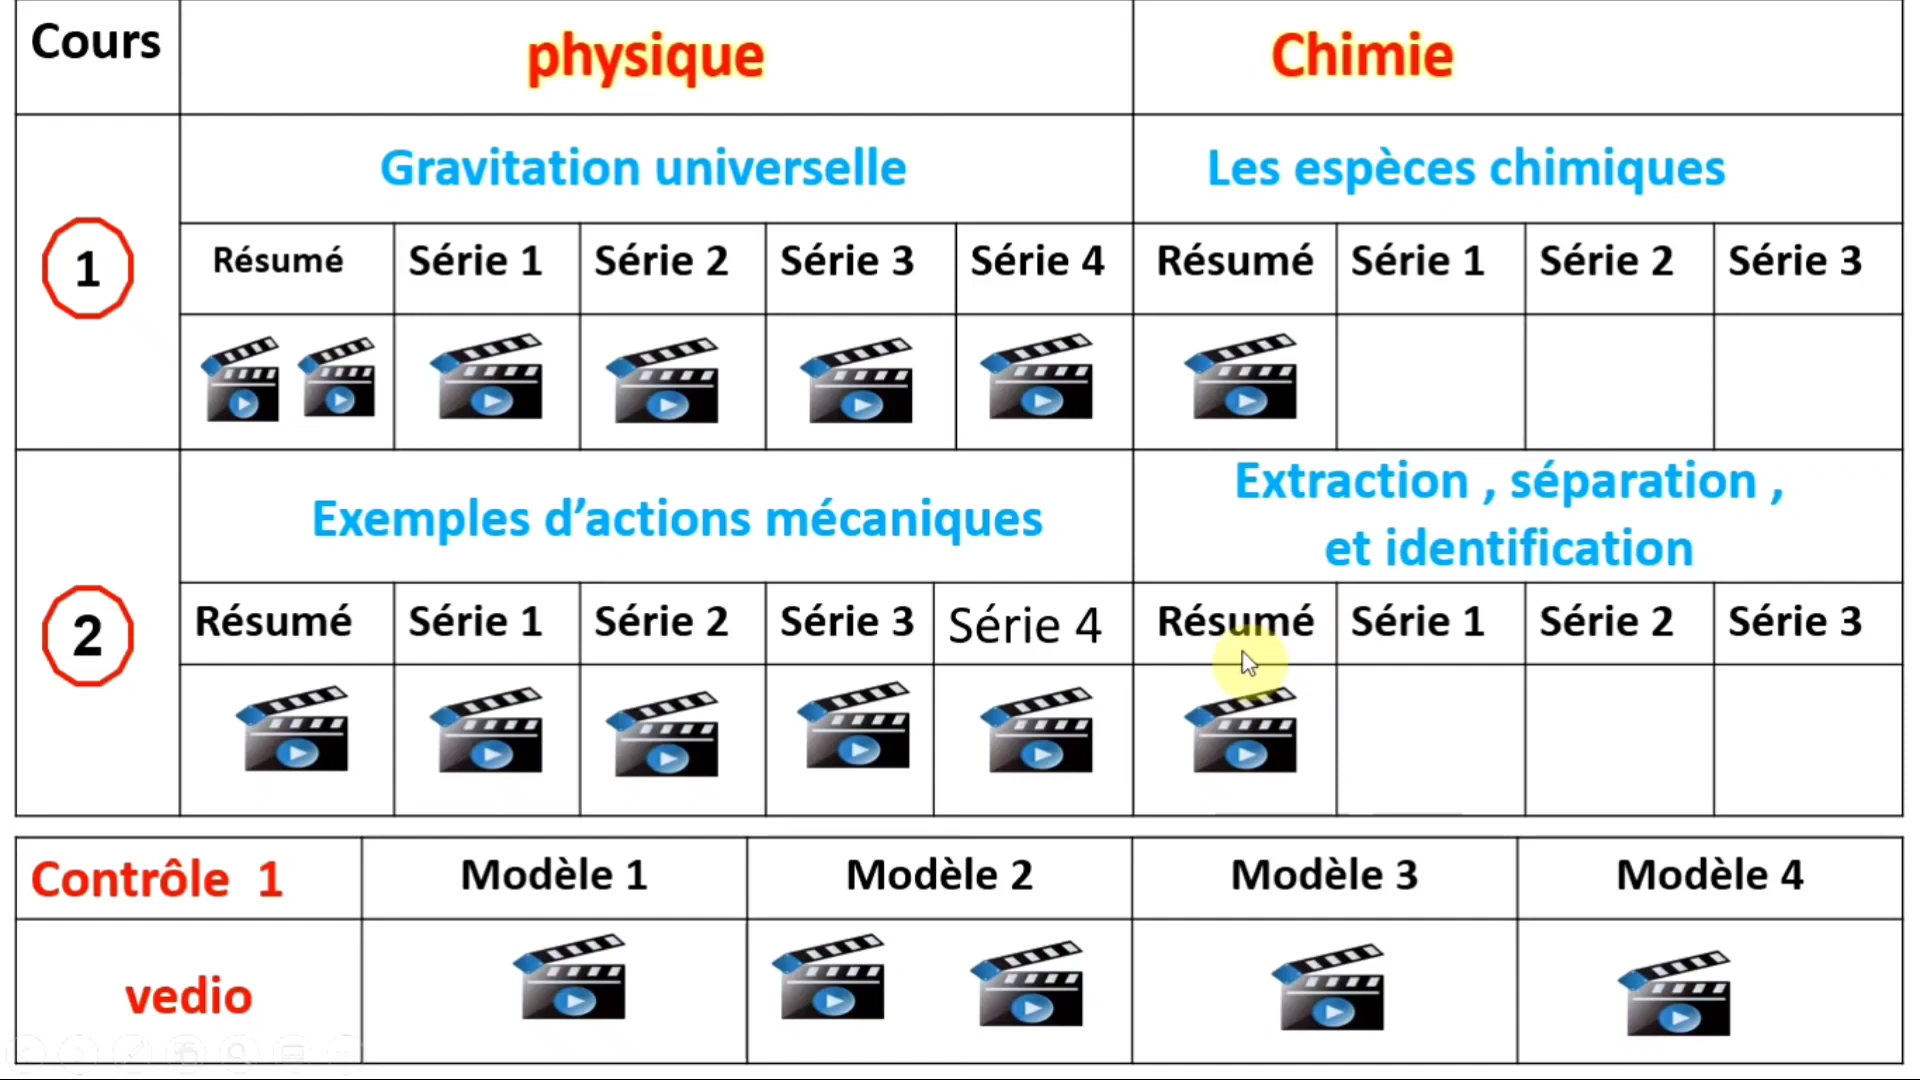 Cours physique Chimie
1
Gravitation universelle Les espèces chimiques
Résumé Série 1 Série 2 Série 3 Série 4 Résumé Série 1 Série 2 Série 3
2
Exemples d’actions mécaniques
Extraction , séparation ,
et identification
Résumé Série 1 Série 2 Série 3 Série 4 Résumé Série 1 Série 2 Série 3
Contrôle 1 Modèle 1 Modèle 2 Modèle 3 Modèle 4
vedio